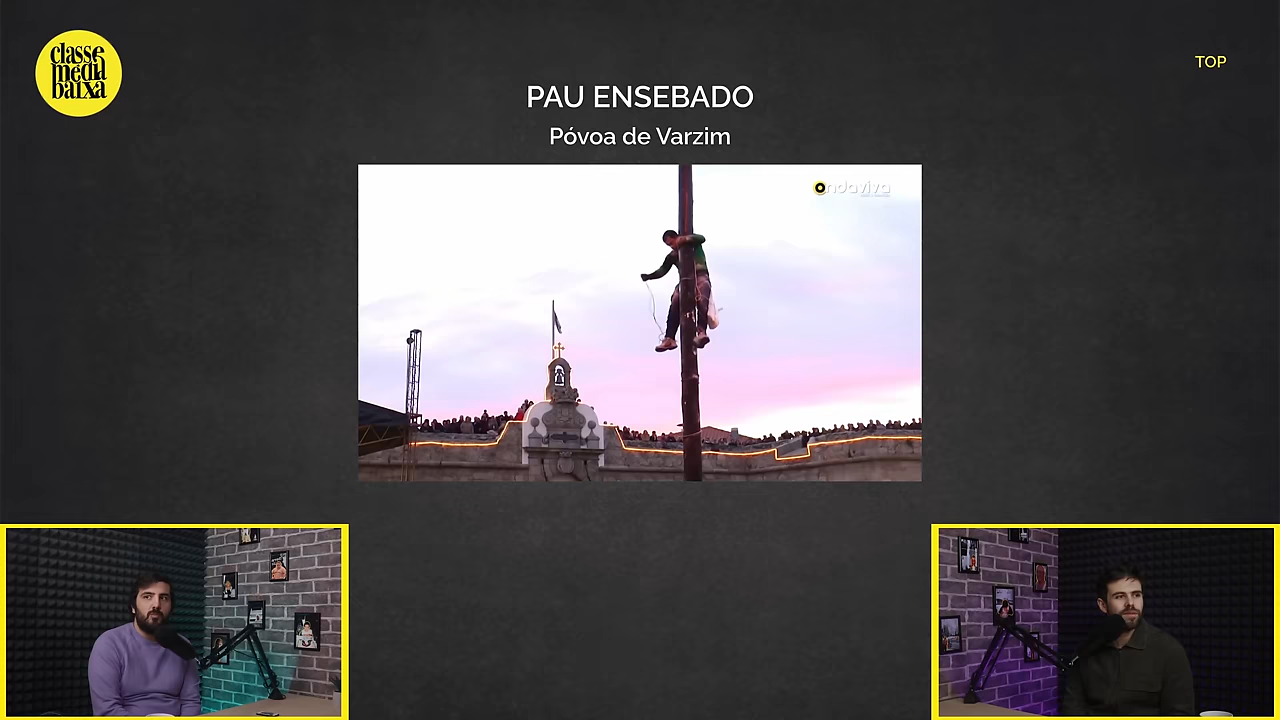 classe
média
baixa
TOP
PAU ENSEBADO
Póvoa de Varzim
ondaviva